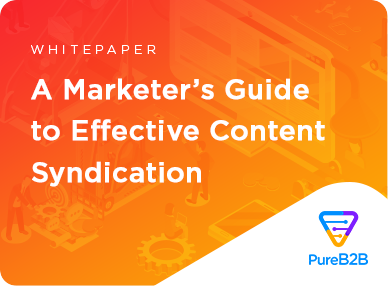 WHITEPAPER
A Marketer’s Guide
to Effective Content
Syndication
PureB2B